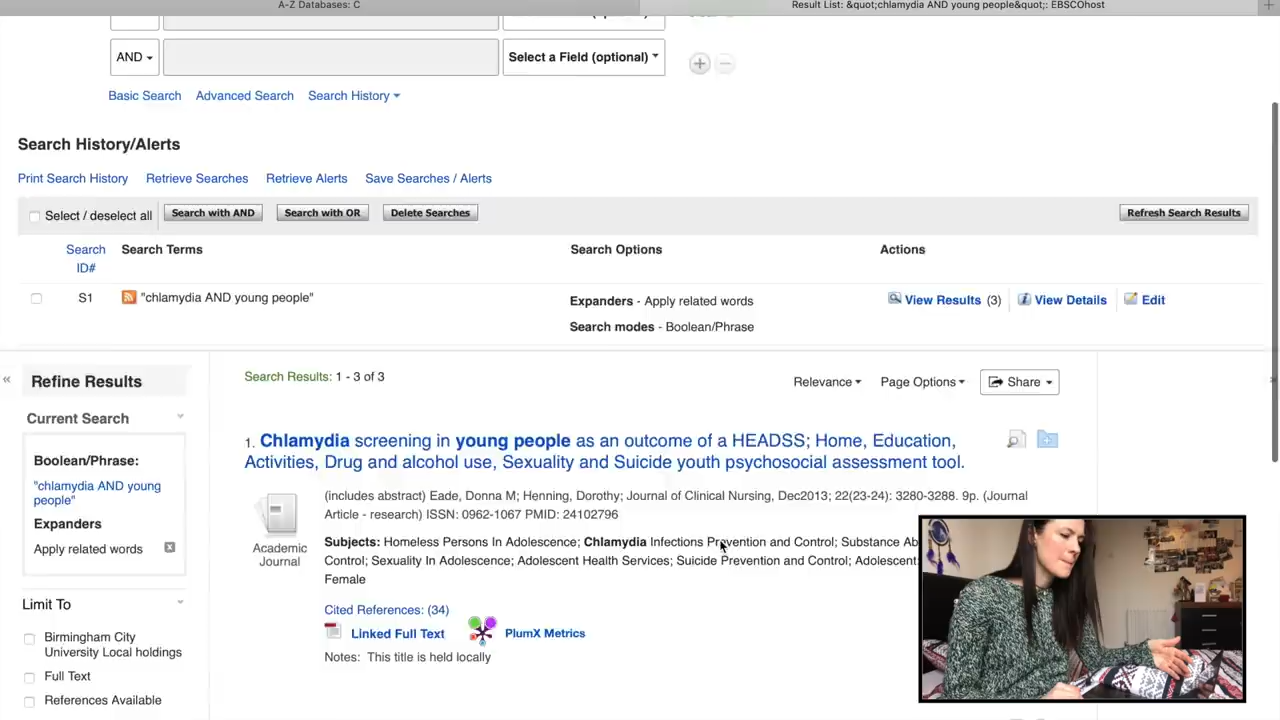 A-Z Databases: C
Result List: &quot;chlamydia AND young people&quot;: EBSCOhost
AND
Select a Field (optional)
Basic Search Advanced Search Search History
Search History/Alerts
Print Search History Retrieve Searches Retrieve Alerts Save Searches / Alerts
Select / deselect all Search with AND Search with OR Delete Searches Refresh Search Results
Search ID# Search Terms Search Options Actions
S1 "chlamydia AND young people" Expanders - Apply related words View Results (3) View Details Edit
Search modes - Boolean/Phrase
Refine Results
Current Search
Boolean/Phrase:
"chlamydia AND young
people"
Expanders
Apply related words
Limit To
Birmingham City
University Local holdings
Full Text
References Available
Search Results: 1 - 3 of 3
Relevance Page Options Share
1. Chlamydia screening in young people as an outcome of a HEADSS; Home, Education,
Activities, Drug and alcohol use, Sexuality and Suicide youth psychosocial assessment tool.
(includes abstract) Eade, Donna M; Henning, Dorothy; Journal of Clinical Nursing, Dec2013; 22(23-24): 3280-3288. 9p. (Journal
Article - research) ISSN: 0962-1067 PMID: 24102796
Academic
Journal
Subjects: Homeless Persons In Adolescence; Chlamydia Infections Prevention and Control; Substance Ab
Control; Sexuality In Adolescence; Adolescent Health Services; Suicide Prevention and Control; Adolescent:
Female
Cited References: (34)
Linked Full Text PlumX Metrics
Notes: This title is held locally